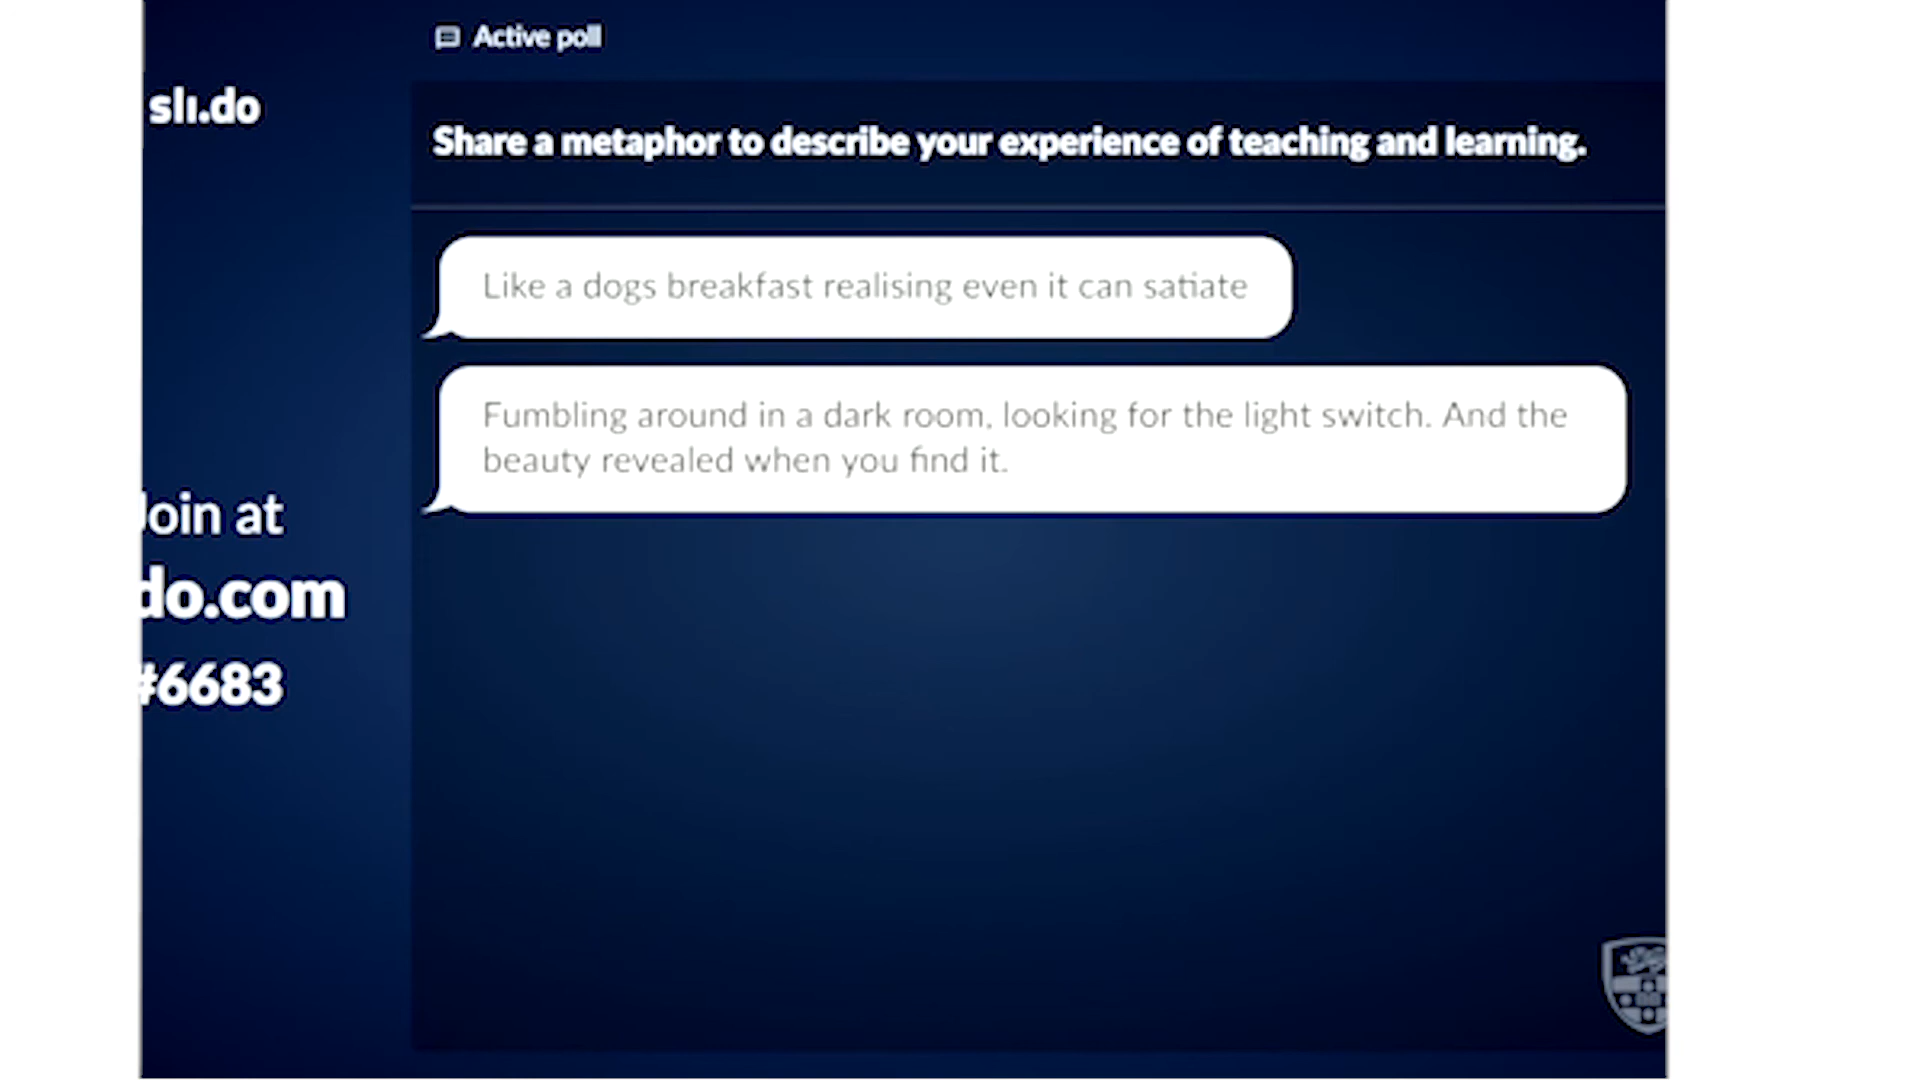 Active poll
sli.do
Share a metaphor to describe your experience of teaching and learning.
Like a dogs breakfast realising even it can satiate
Fumbling around in a dark room, looking for the light switch. And the
beauty revealed when you find it.
Join at
do.com
#6683